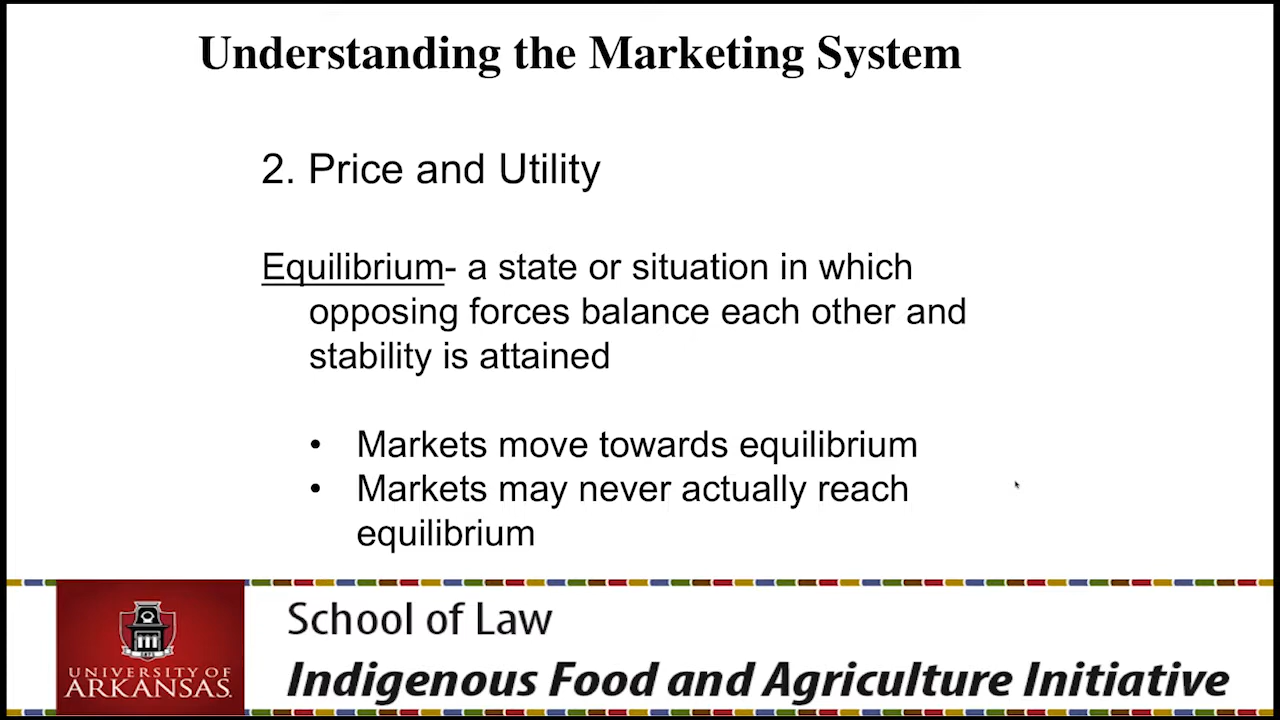 Understanding the Marketing System
2. Price and Utility
Equilibrium- a state or situation in which
opposing forces balance each other and
stability is attained
• Markets move towards equilibrium
• Markets may never actually reach
equilibrium
School of Law
UNIVERSITY OF
ARKANSAS.
Indigenous Food and Agriculture Initiative